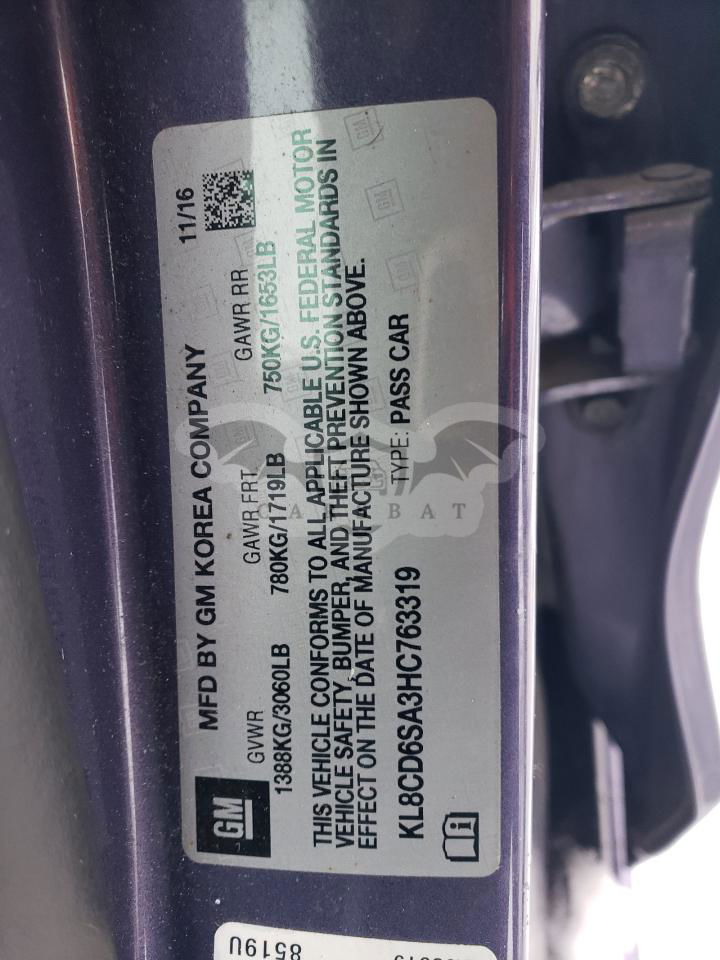 MFD BY GM KOREA COMPANY 11/16
GM
GVWR GAWR FRT GAWR RR
1388KG/3060LB 780KG/1719LB 750KG/1653LB
THIS VEHICLE CONFORMS TO ALL APPLICABLE U.S. FEDERAL MOTOR
VEHICLE SAFETY, BUMPER, AND THEFT PREVENTION STANDARDS IN
EFFECT ON THE DATE OF MANUFACTURE SHOWN ABOVE.
KL8CD6SA3HC763319 TYPE: PASS CAR
CARBAT
8519U